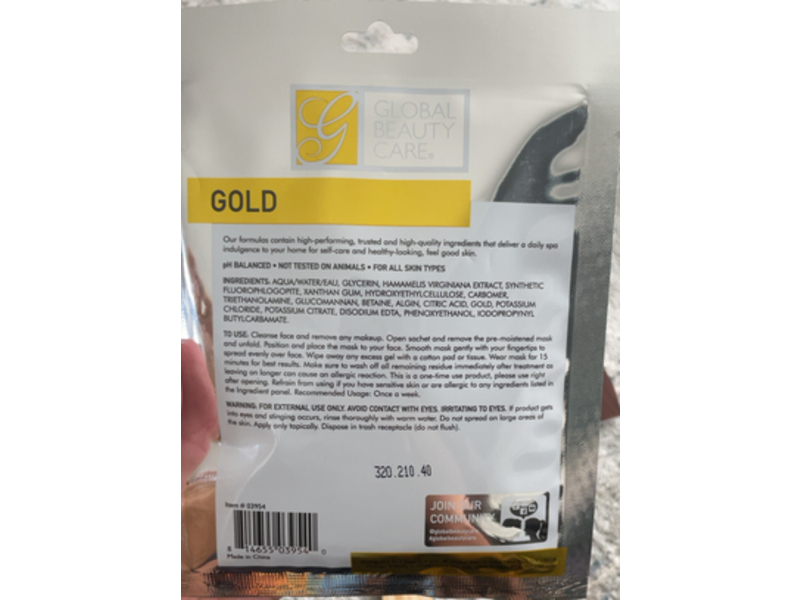 GLOBAL
BEAUTY
CARE®
GOLD
Our formulas contain high-performing, trusted and high-quality ingredients that deliver a daily spa
indulgence to your home for self-care and healthy-looking, feel good skin.
pH BALANCED • NOT TESTED ON ANIMALS • FOR ALL SKIN TYPES
INGREDIENTS: AQUA/WATER/EAU, GLYCERIN, HAMAMELIS VIRGINIANA EXTRACT, SYNTHETIC
FLUOROPHLOGOPITE, XANTHAN GUM, HYDROXYETHYLCELLULOSE, CARBOMER,
TRIETHANOLAMINE, GLUCOMANNAN, BETAINE, ALGIN, CITRIC ACID, GOLD, POTASSIUM
CHLORIDE, POTASSIUM CITRATE, DISODIUM EDTA, PHENOXYETHANOL, IODOPROPYNYL
BUTYLCARBAMATE.
TO USE: Cleanse face and remove any makeup. Open sachet and remove the pre-moistened mask
and unfold. Position and place the mask to your face. Smooth mask gently with your fingertips to
spread evenly over face. Wipe away any excess gel with a cotton pad or tissue. Wear mask for 15
minutes for best results. Make sure to wash off all remaining residue immediately after treatment as
leaving on longer can cause an allergic reaction. This is a one-time use product, please use right
after opening. Refrain from using if you have sensitive skin or are allergic to any ingredients listed in
the Ingredient panel. Recommended Usage: Once a week.
WARNING: FOR EXTERNAL USE ONLY. AVOID CONTACT WITH EYES. IRRITATING TO EYES. If product gets
into eyes and stinging occurs, rinse thoroughly with warm water. Do not spread on large areas of
the skin. Apply only topically. Dispose in trash receptacle (do not flush).
320.210.40
Item # 03954
8 14655 03954 0
Made in China
JOIN OUR
COMMUNITY
@globalbeautycare
#globalbeautycare